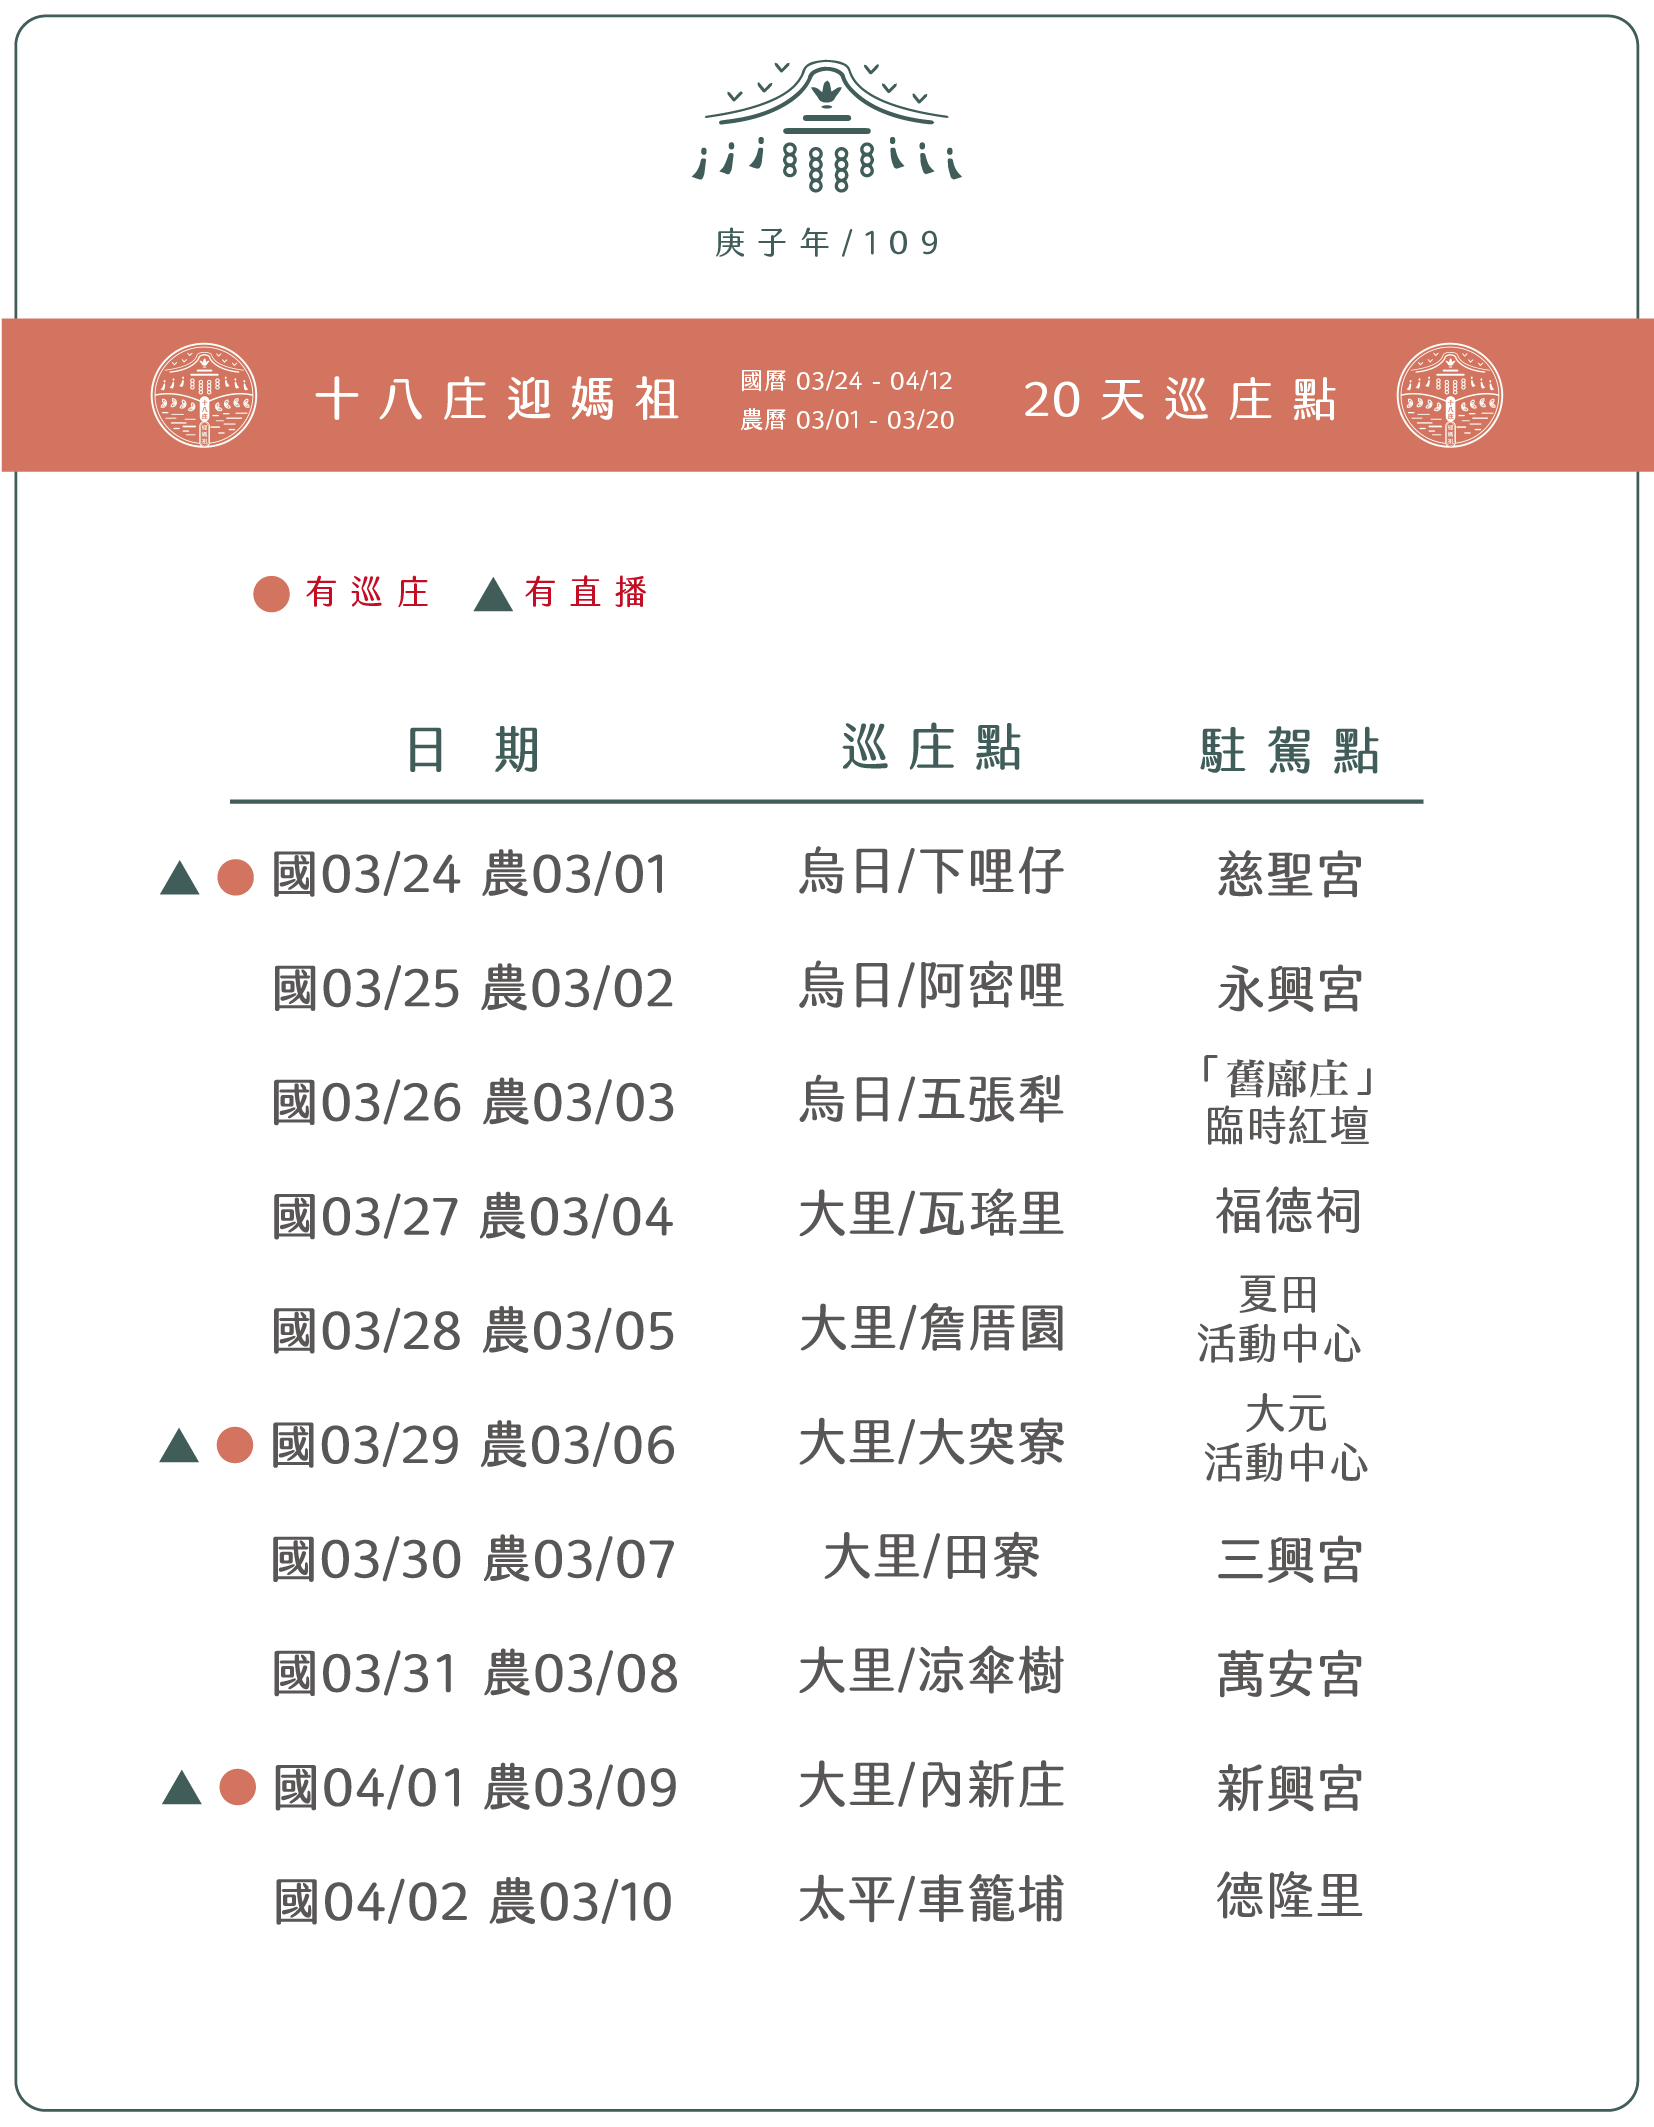 庚子年/109
十八庄迎媽祖
國曆 03/24 - 04/12
農曆 03/01 - 03/20
20天巡庄點
有巡庄 有直播
日期 巡庄點 駐駕點
國03/24 農03/01 烏日/下哩仔 慈聖宮
國03/25 農03/02 烏日/阿密哩 永興宮
國03/26 農03/03 烏日/五張犁 「舊廍庄」
臨時紅壇
國03/27 農03/04 大里/瓦瑤里 福德祠
國03/28 農03/05 大里/詹厝園 夏田
活動中心
國03/29 農03/06 大里/大突寮 大元
活動中心
國03/30 農03/07 大里/田寮 三興宮
國03/31 農03/08 大里/涼傘樹 萬安宮
國04/01 農03/09 大里/內新庄 新興宮
國04/02 農03/10 太平/車籠埔 德隆里